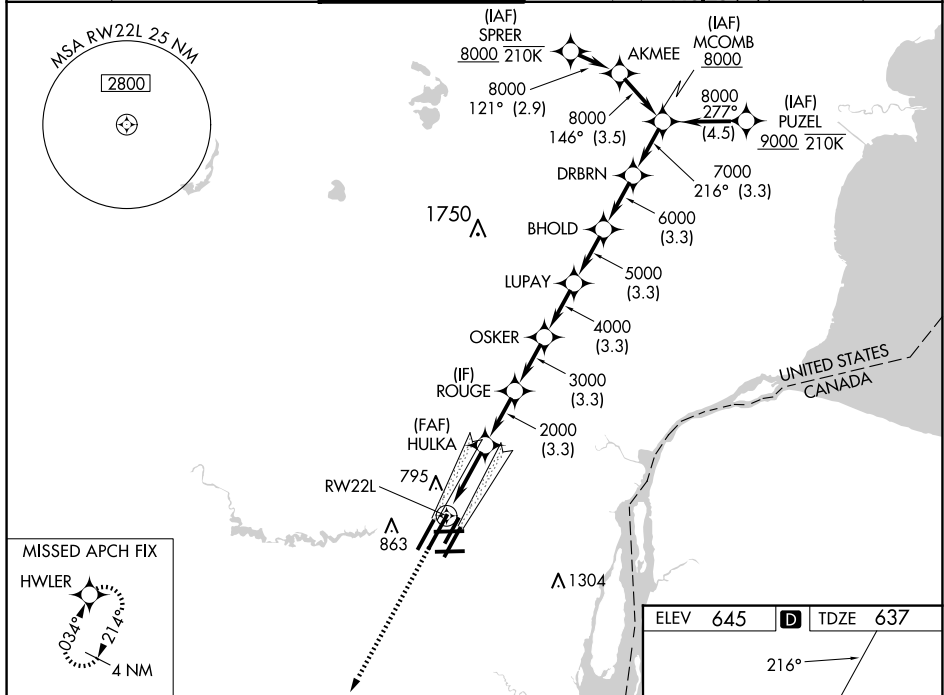 MSA RW22L 25 NM
2800
(IAF)
SPRER
8000 210K
AKMEE
(IAF)
MCOMB
8000
8000
121° (2.9)
8000
146° (3.5)
8000
277°
(4.5)
(IAF)
PUZEL
9000 210K
DRBRN
7000
216° (3.3)
1750
BHOLD
6000
(3.3)
LUPAY
5000
(3.3)
OSKER
4000
(3.3)
UNITED STATES
CANADA
(IF)
ROUGE
3000
(3.3)
(FAF)
HULKA
2000
(3.3)
795
RW22L
863
MISSED APCH FIX
HWLER
034°
214°
4 NM
1304
ELEV 645 D TDZE 637
216°